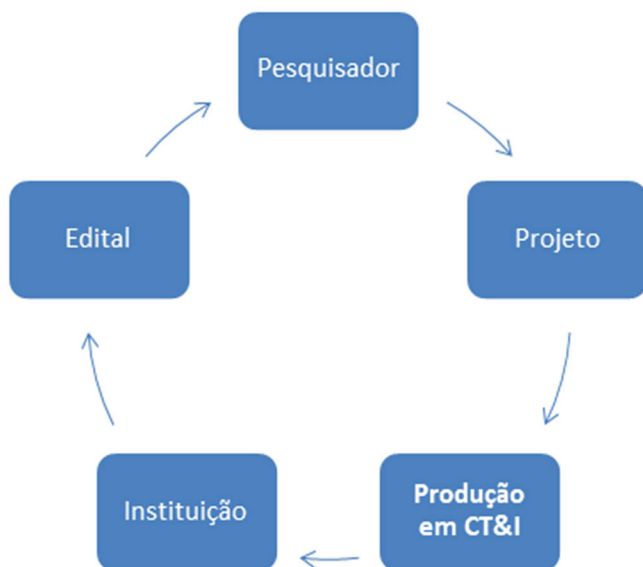 Pesquisador
Projeto
Produção
em CT&I
Instituição
Edital